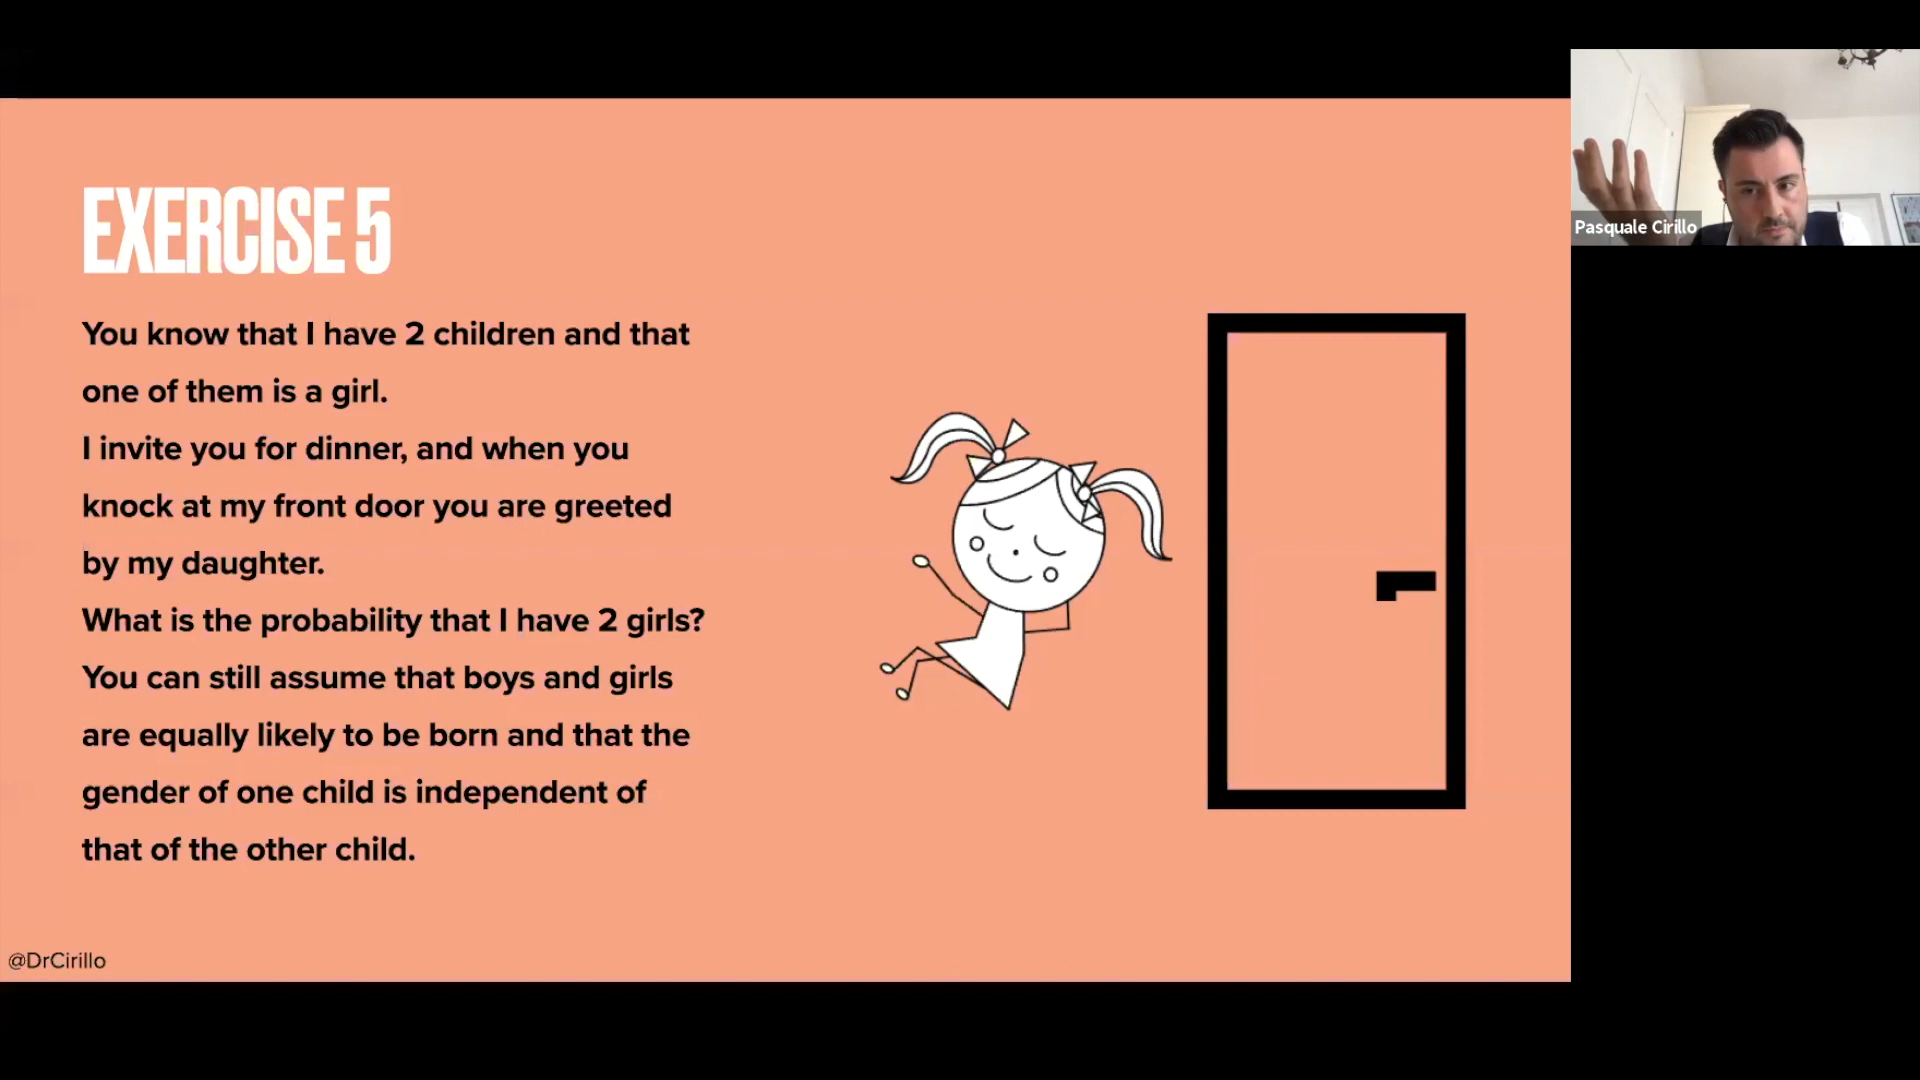 EXERCISE 5
You know that I have 2 children and that
one of them is a girl.
I invite you for dinner, and when you
knock at my front door you are greeted
by my daughter.
What is the probability that I have 2 girls?
You can still assume that boys and girls
are equally likely to be born and that the
gender of one child is independent of
that of the other child.
@DrCirillo
Pasquale Cirillo